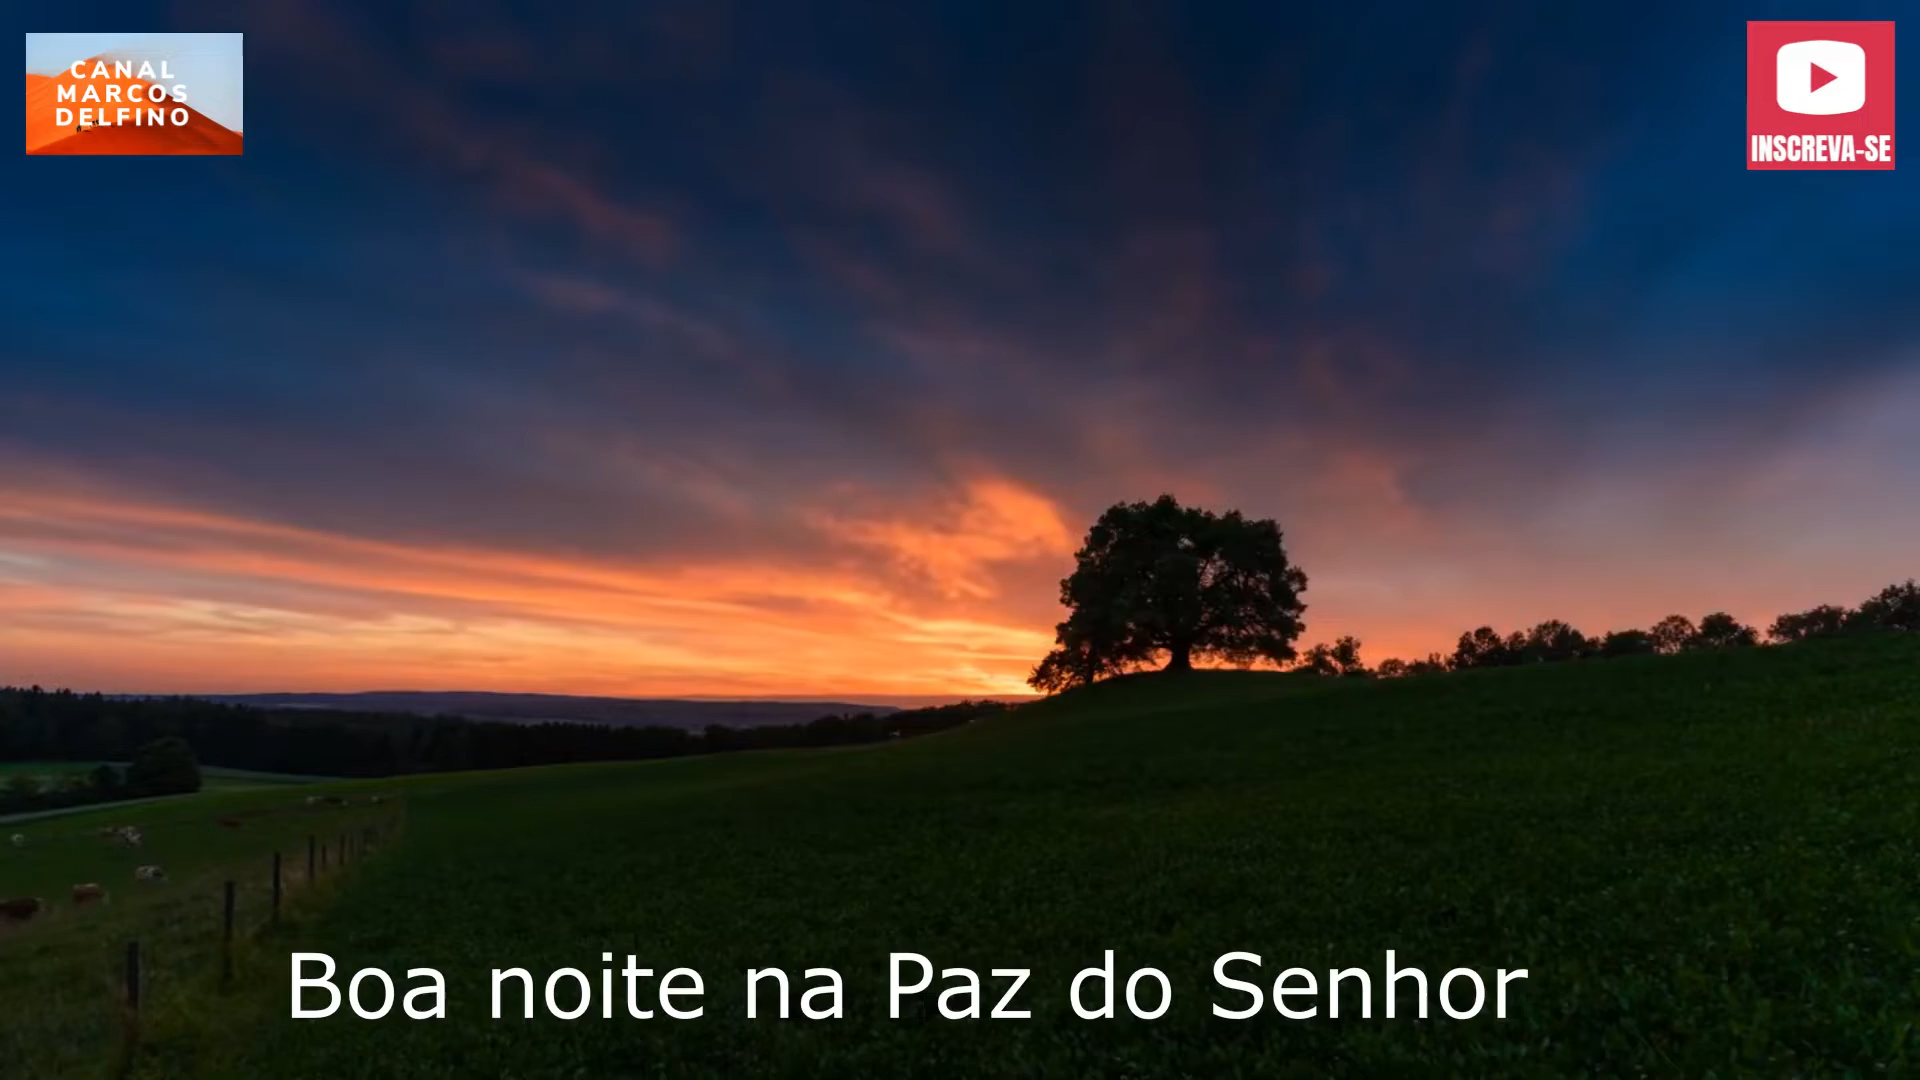 CANAL
MARCOS
DELFINO
INSCREVA-SE
Boa noite na Paz do Senhor